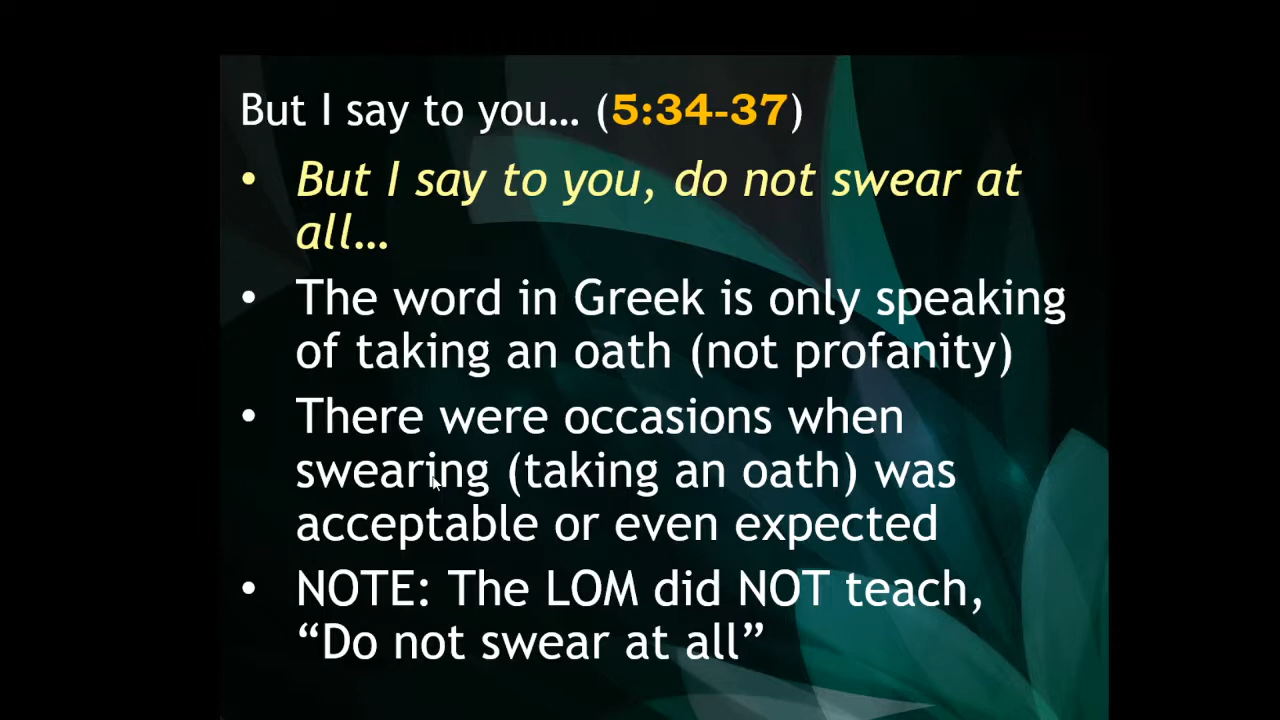 But I say to you… (5:34-37)
• But I say to you, do not swear at
all…
• The word in Greek is only speaking
of taking an oath (not profanity)
• There were occasions when
swearing (taking an oath) was
acceptable or even expected
• NOTE: The LOM did NOT teach,
“Do not swear at all”